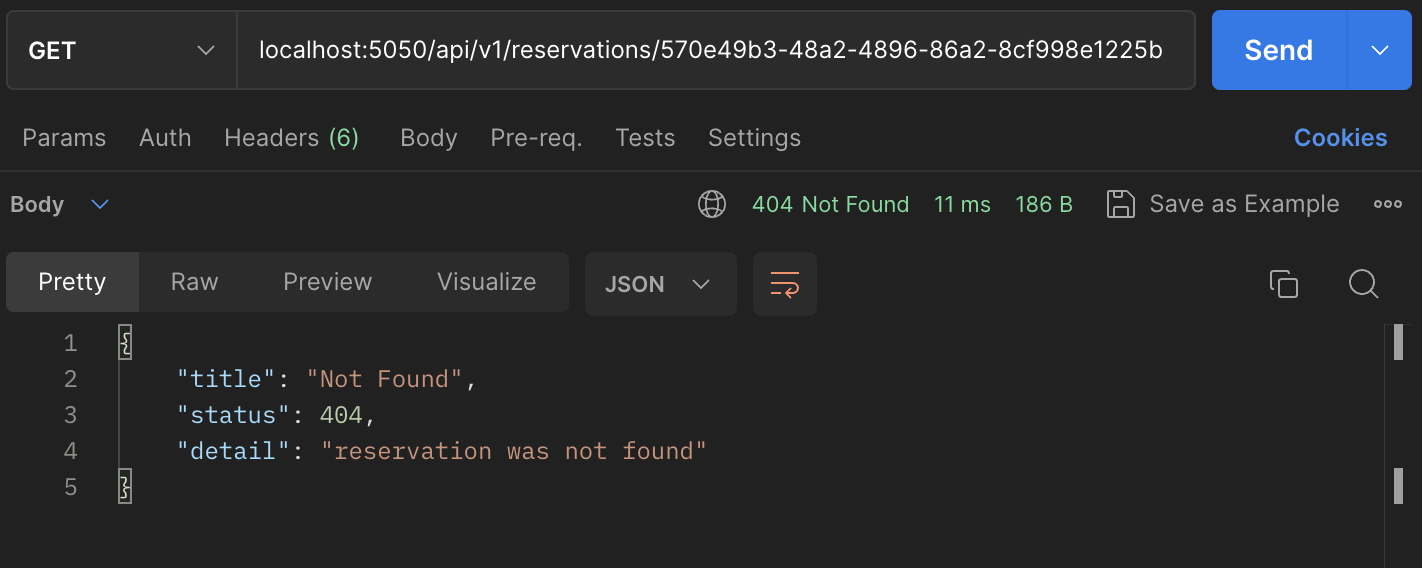 GET localhost:5050/api/v1/reservations/570e49b3-48a2-4896-86a2-8cf998e1225b Send
Params Auth Headers (6) Body Pre-req. Tests Settings Cookies
Body 404 Not Found 11 ms 186 B Save as Example
Pretty Raw Preview Visualize JSON
1 {
2 "title": "Not Found",
3 "status": 404,
4 "detail": "reservation was not found"
5 }